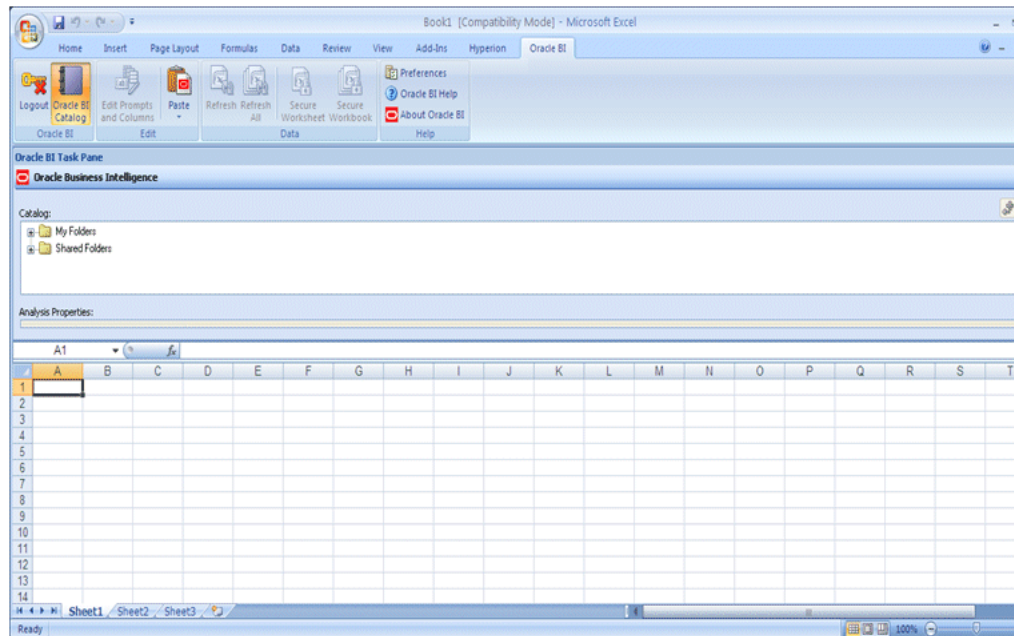 Book1 [Compatibility Mode] - Microsoft Excel
Home Insert Page Layout Formulas Data Review View Add-Ins Hyperion Oracle BI
Logout
Oracle BI
Catalog
Oracle BI
Edit Prompts
and Columns
Paste
Edit
Refresh
Refresh
All
Secure
Worksheet
Secure
Workbook
Data
Preferences
Oracle BI Help
About Oracle BI
Help
Oracle BI Task Pane
Oracle Business Intelligence
Catalog:
My Folders
Shared Folders
Analysis Properties:
A1 fx
A B C D E F G H I J K L M N O P Q R S T
1
2
3
4
5
6
7
8
9
10
11
12
13
14
Sheet1 Sheet2 Sheet3
Ready 100%